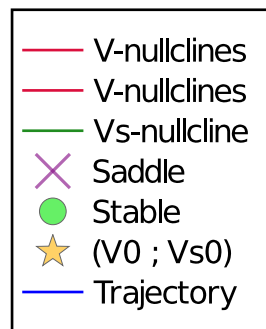 V-nullclines
V-nullclines
Vs-nullcline
Saddle
Stable
(V0 ; Vs0)
Trajectory